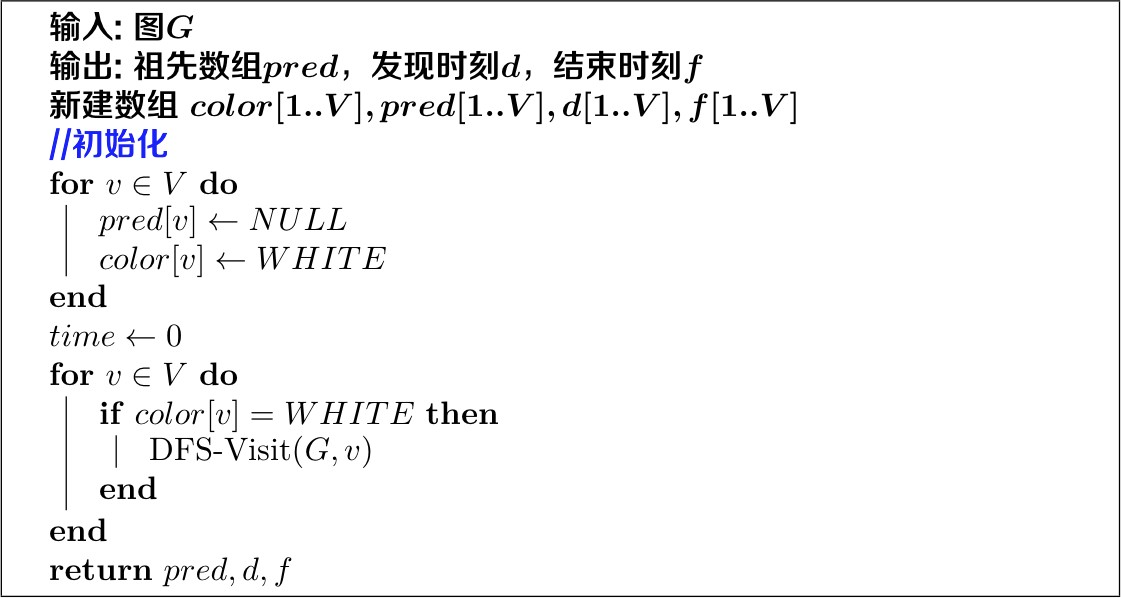 输入: 图G
输出: 祖先数组pred，发现时刻d，结束时刻f
新建数组 color[1..V], pred[1..V], d[1..V], f[1..V]
//初始化
for v ∈ V do
pred[v] ← NULL
color[v] ← WHITE
end
time ← 0
for v ∈ V do
if color[v] = WHITE then
DFS-Visit(G, v)
end
end
return pred, d, f